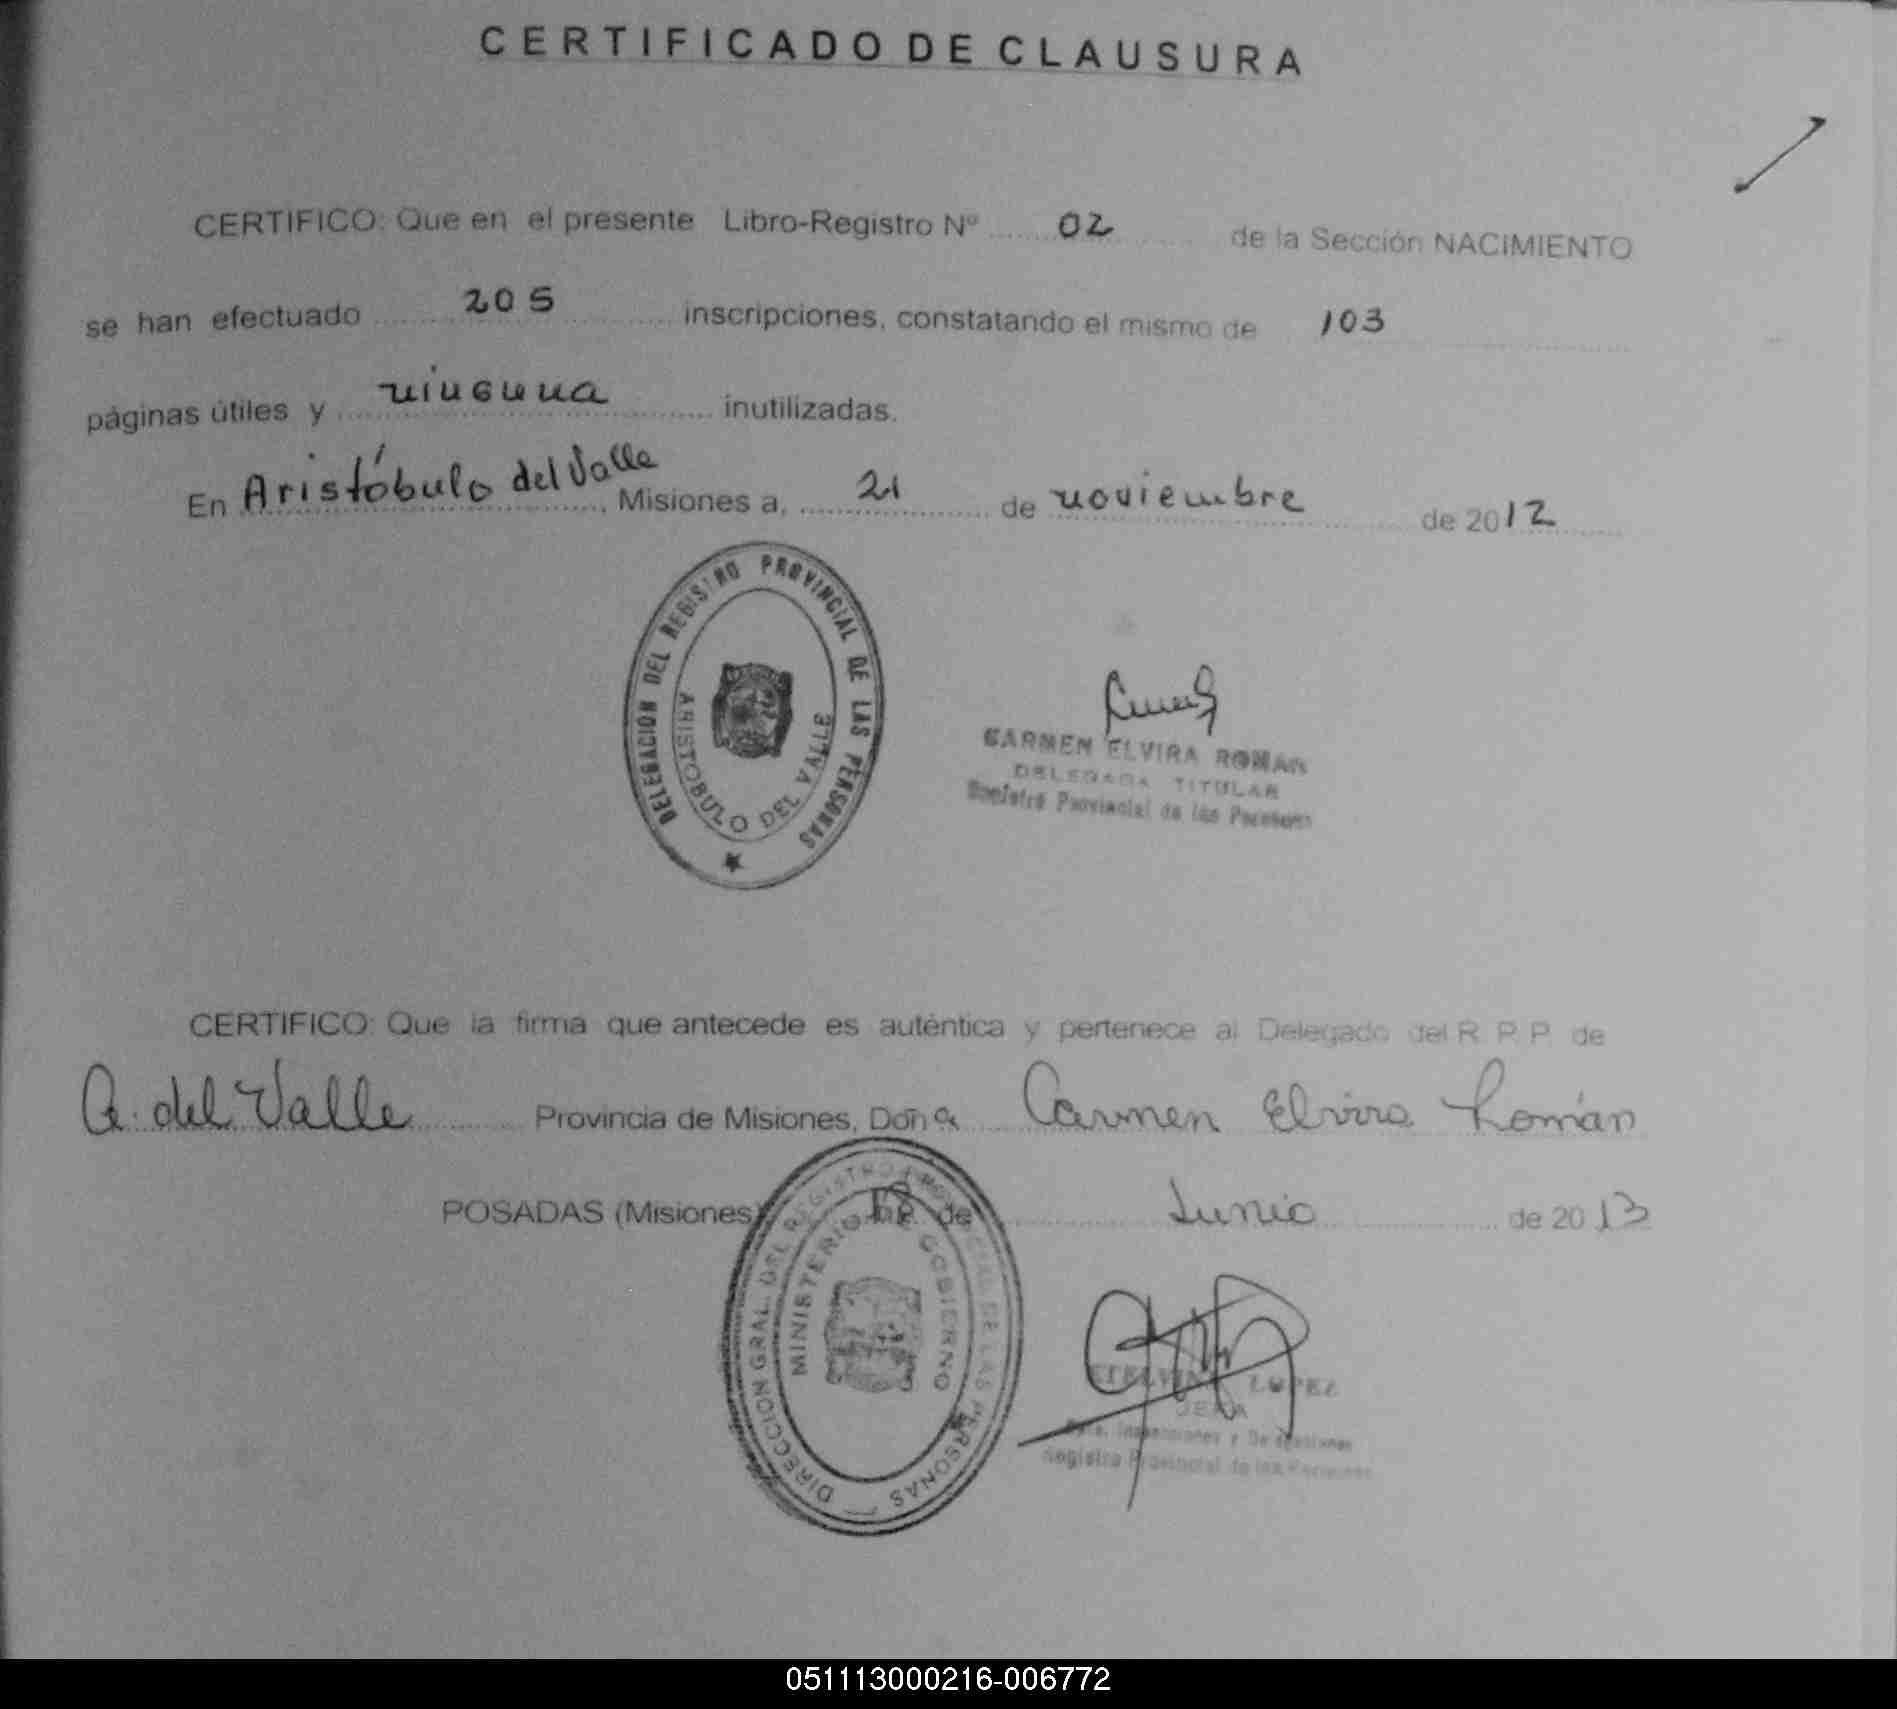 CERTIFICADO DE CLAUSURA
CERTIFICO: Que en el presente Libro-Registro Nº 02 de la Sección NACIMIENTO
se han efectuado 205 inscripciones, constatando el mismo de 103
páginas útiles y ninguna inutilizadas.
En Aristóbulo del Valle, Misiones a, 21 de noviembre de 2012
DELEGACION DEL REGISTRO PROVINCIAL DE LAS PERSONAS
ARISTOBULO DEL VALLE
CARMEN ELVIRA ROMAN
DELEGADA TITULAR
Registro Provincial de las Personas
CERTIFICO: Que la firma que antecede es auténtica y pertenece al Delegado del R. P. P. de
A. del Valle Provincia de Misiones, Doña Carmen Elvira Román
POSADAS (Misiones) de Junio de 2013
DIRECCION GRAL. DEL REGISTRO PROVINCIAL DE LAS PERSONAS
MINISTERIO DE GOBIERNO
LOPEZ
JEFA
Registro Provincial de las Personas
051113000216-006772